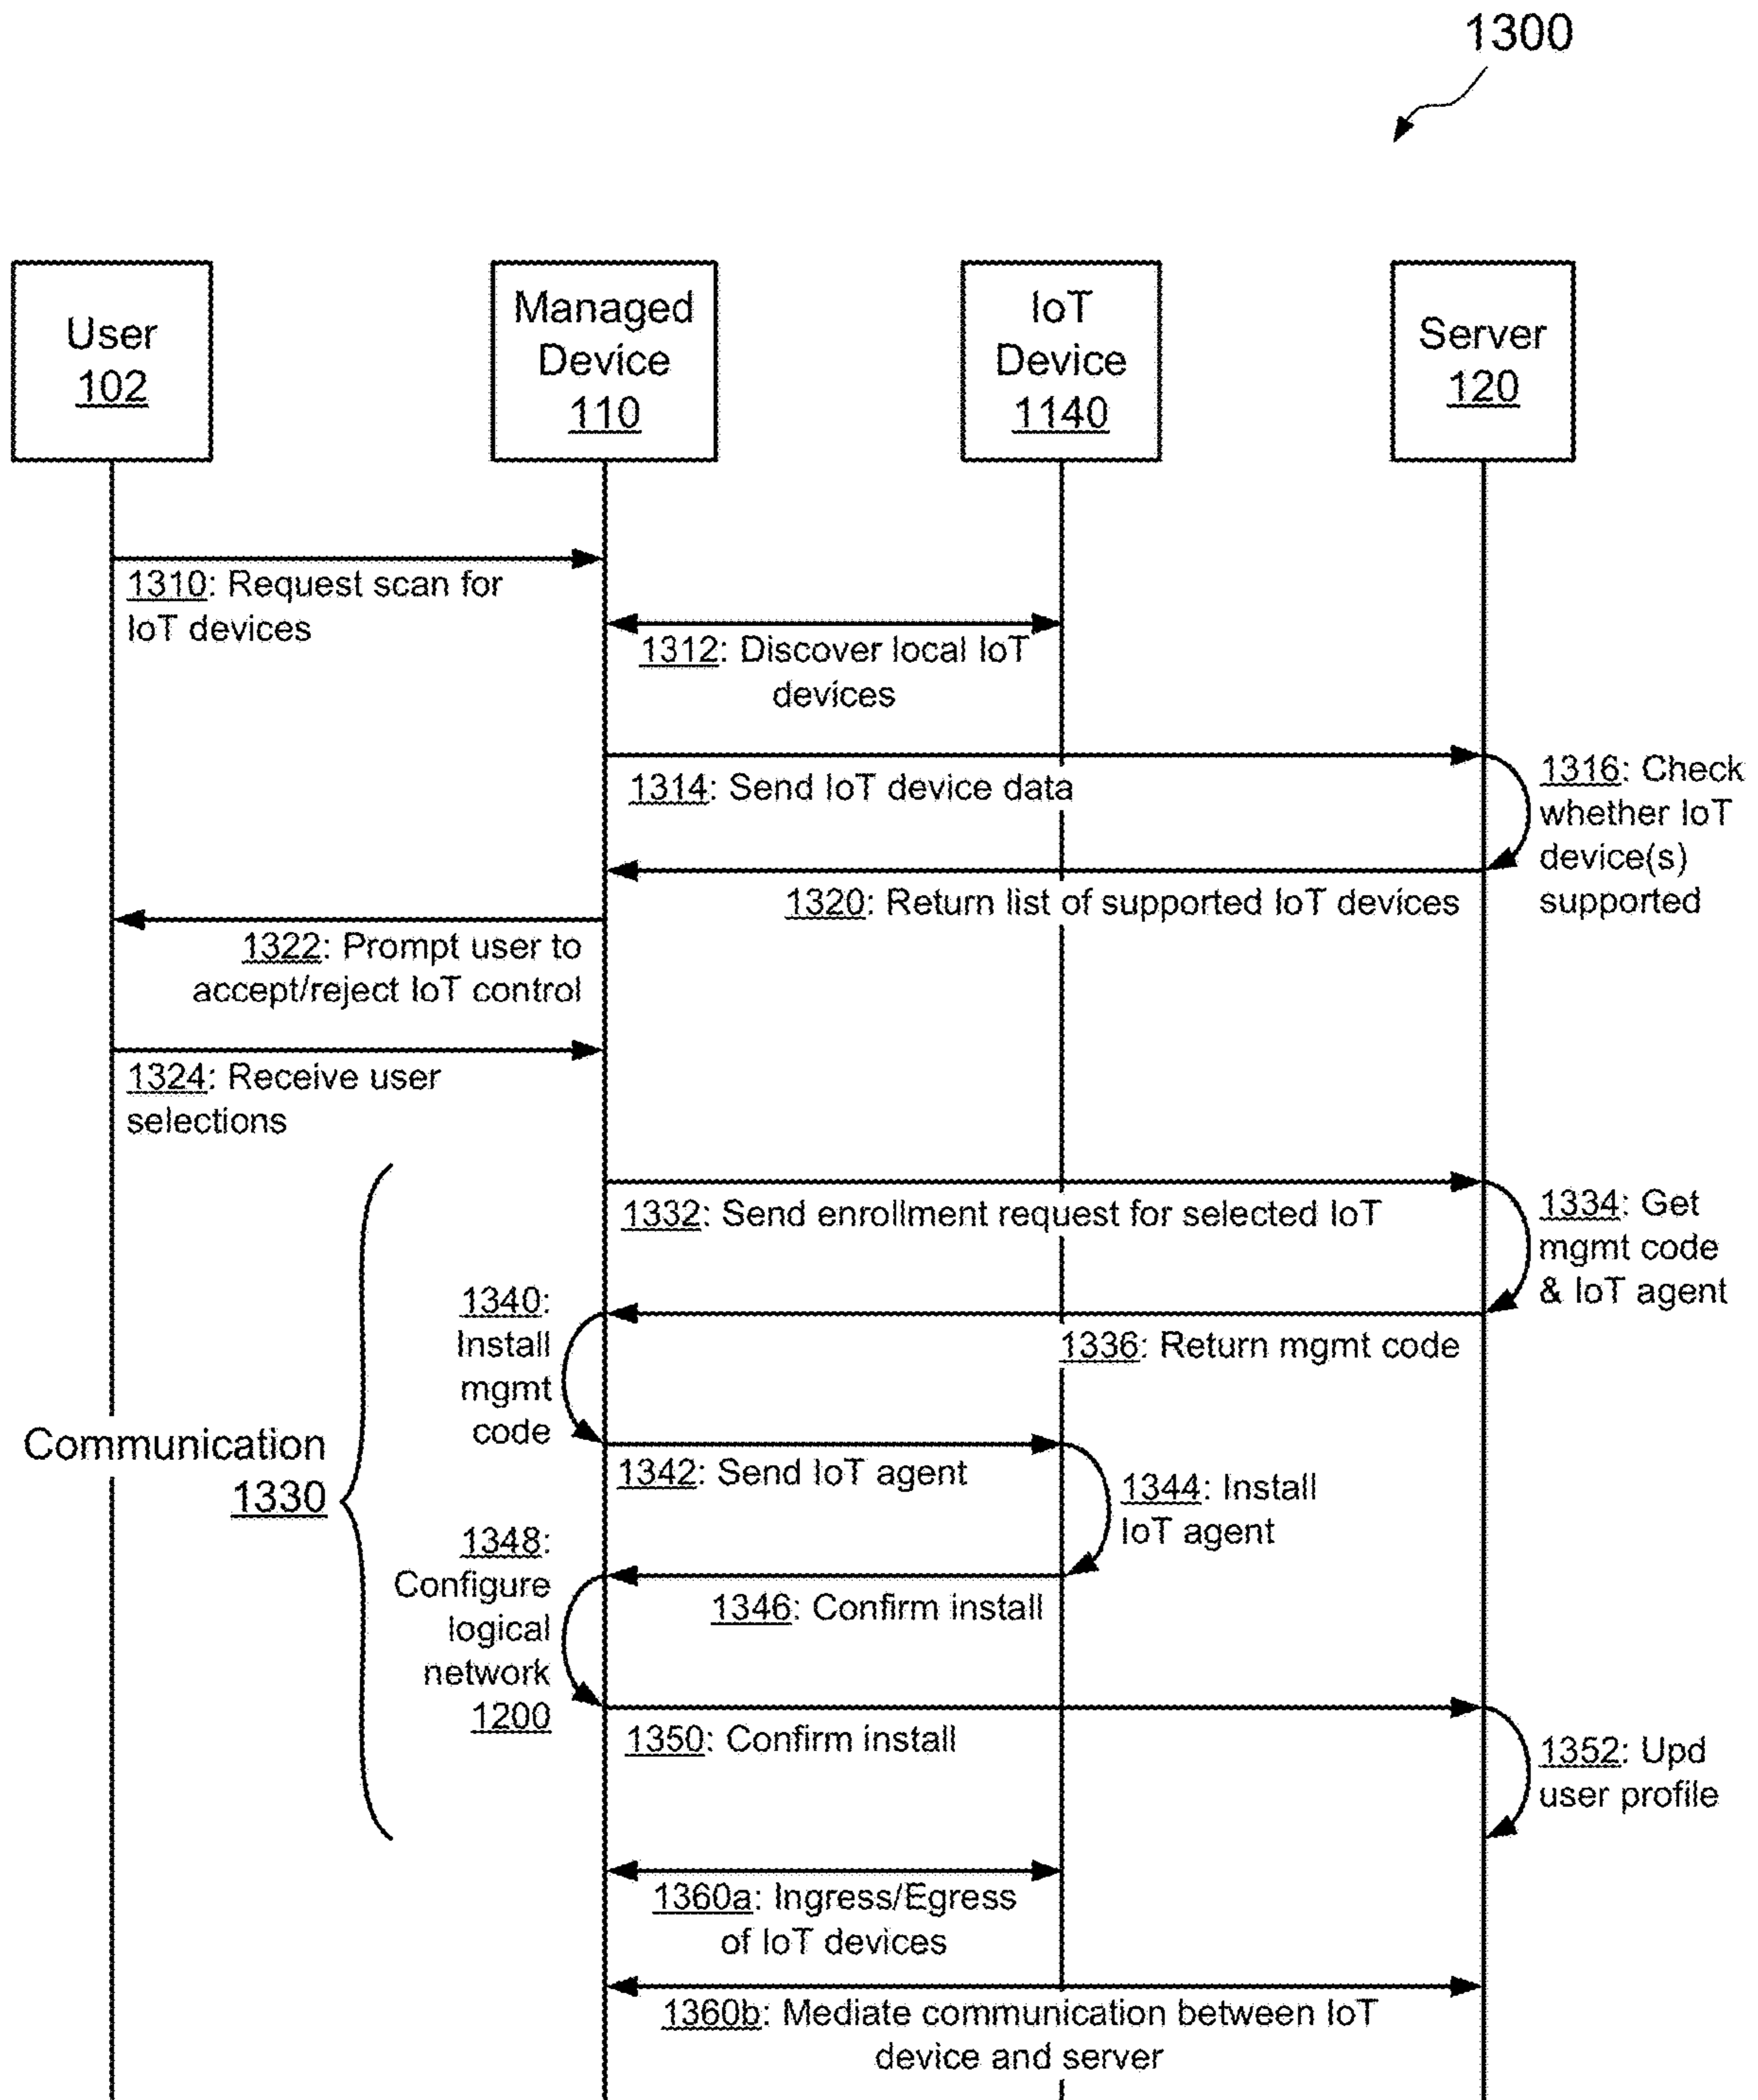 1300
User
102
Managed
Device
110
IoT
Device
1140
Server
120
1310: Request scan for
IoT devices
1312: Discover local IoT
devices
1314: Send IoT device data
1316: Check
whether IoT
device(s)
supported
1320: Return list of supported IoT devices
1322: Prompt user to
accept/reject IoT control
1324: Receive user
selections
Communication
1330
1332: Send enrollment request for selected IoT
1334: Get
mgmt code
& IoT agent
1336: Return mgmt code
1340:
Install
mgmt
code
1342: Send IoT agent
1344: Install
IoT agent
1346: Confirm install
1348:
Configure
logical
network
1200
1350: Confirm install
1352: Upd
user profile
1360a: Ingress/Egress
of IoT devices
1360b: Mediate communication between IoT
device and server